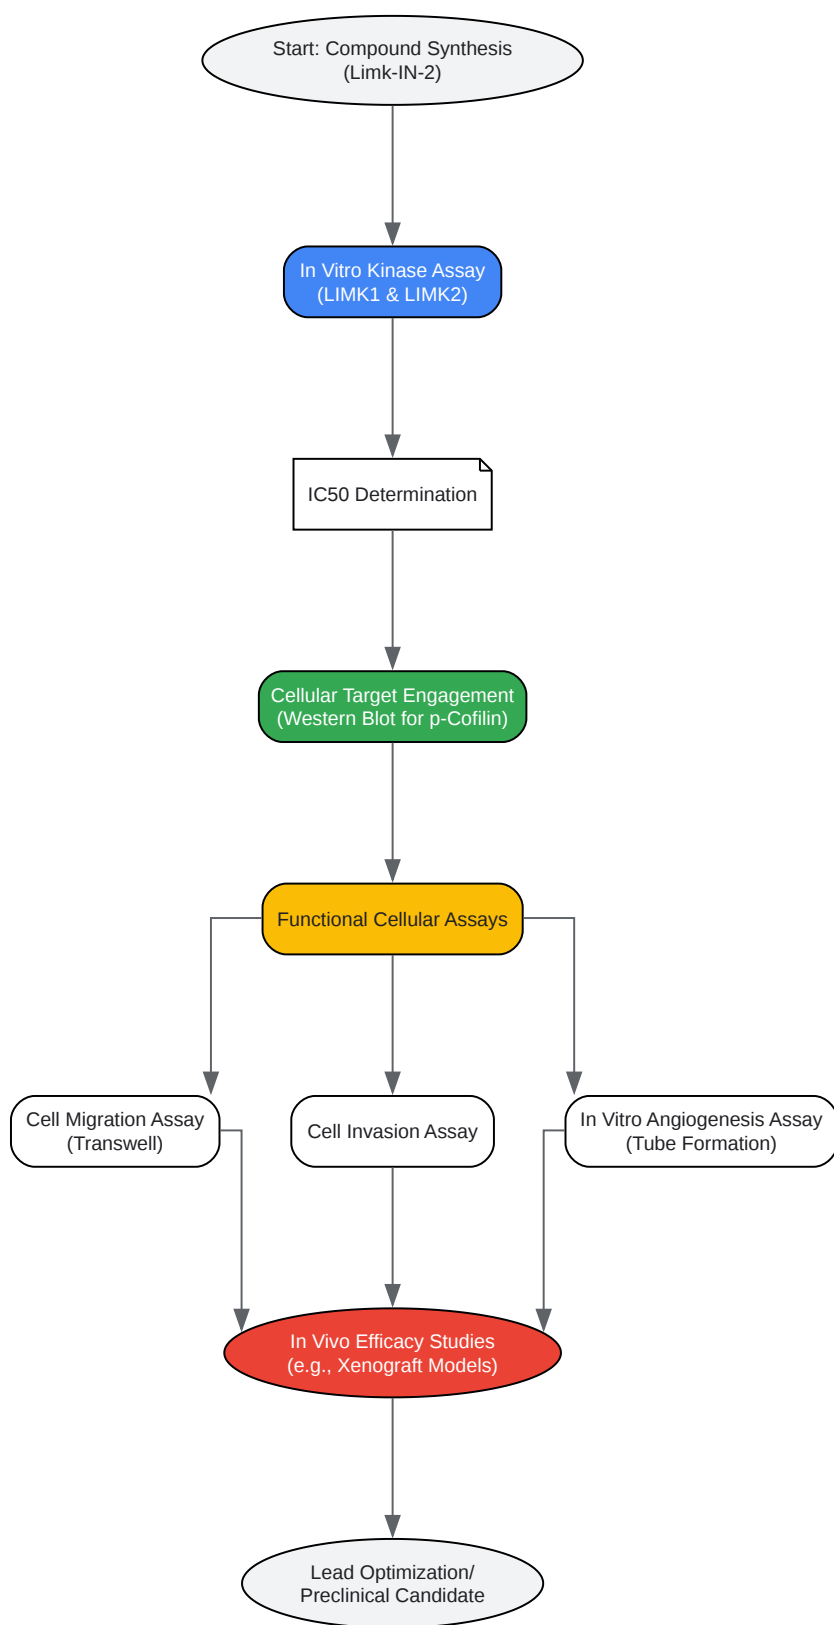 Start: Compound Synthesis
(Limk-IN-2)
In Vitro Kinase Assay
(LIMK1 & LIMK2)
IC50 Determination
Cellular Target Engagement
(Western Blot for p-Cofilin)
Functional Cellular Assays
Cell Migration Assay
(Transwell)
Cell Invasion Assay
In Vitro Angiogenesis Assay
(Tube Formation)
In Vivo Efficacy Studies
(e.g., Xenograft Models)
Lead Optimization/
Preclinical Candidate